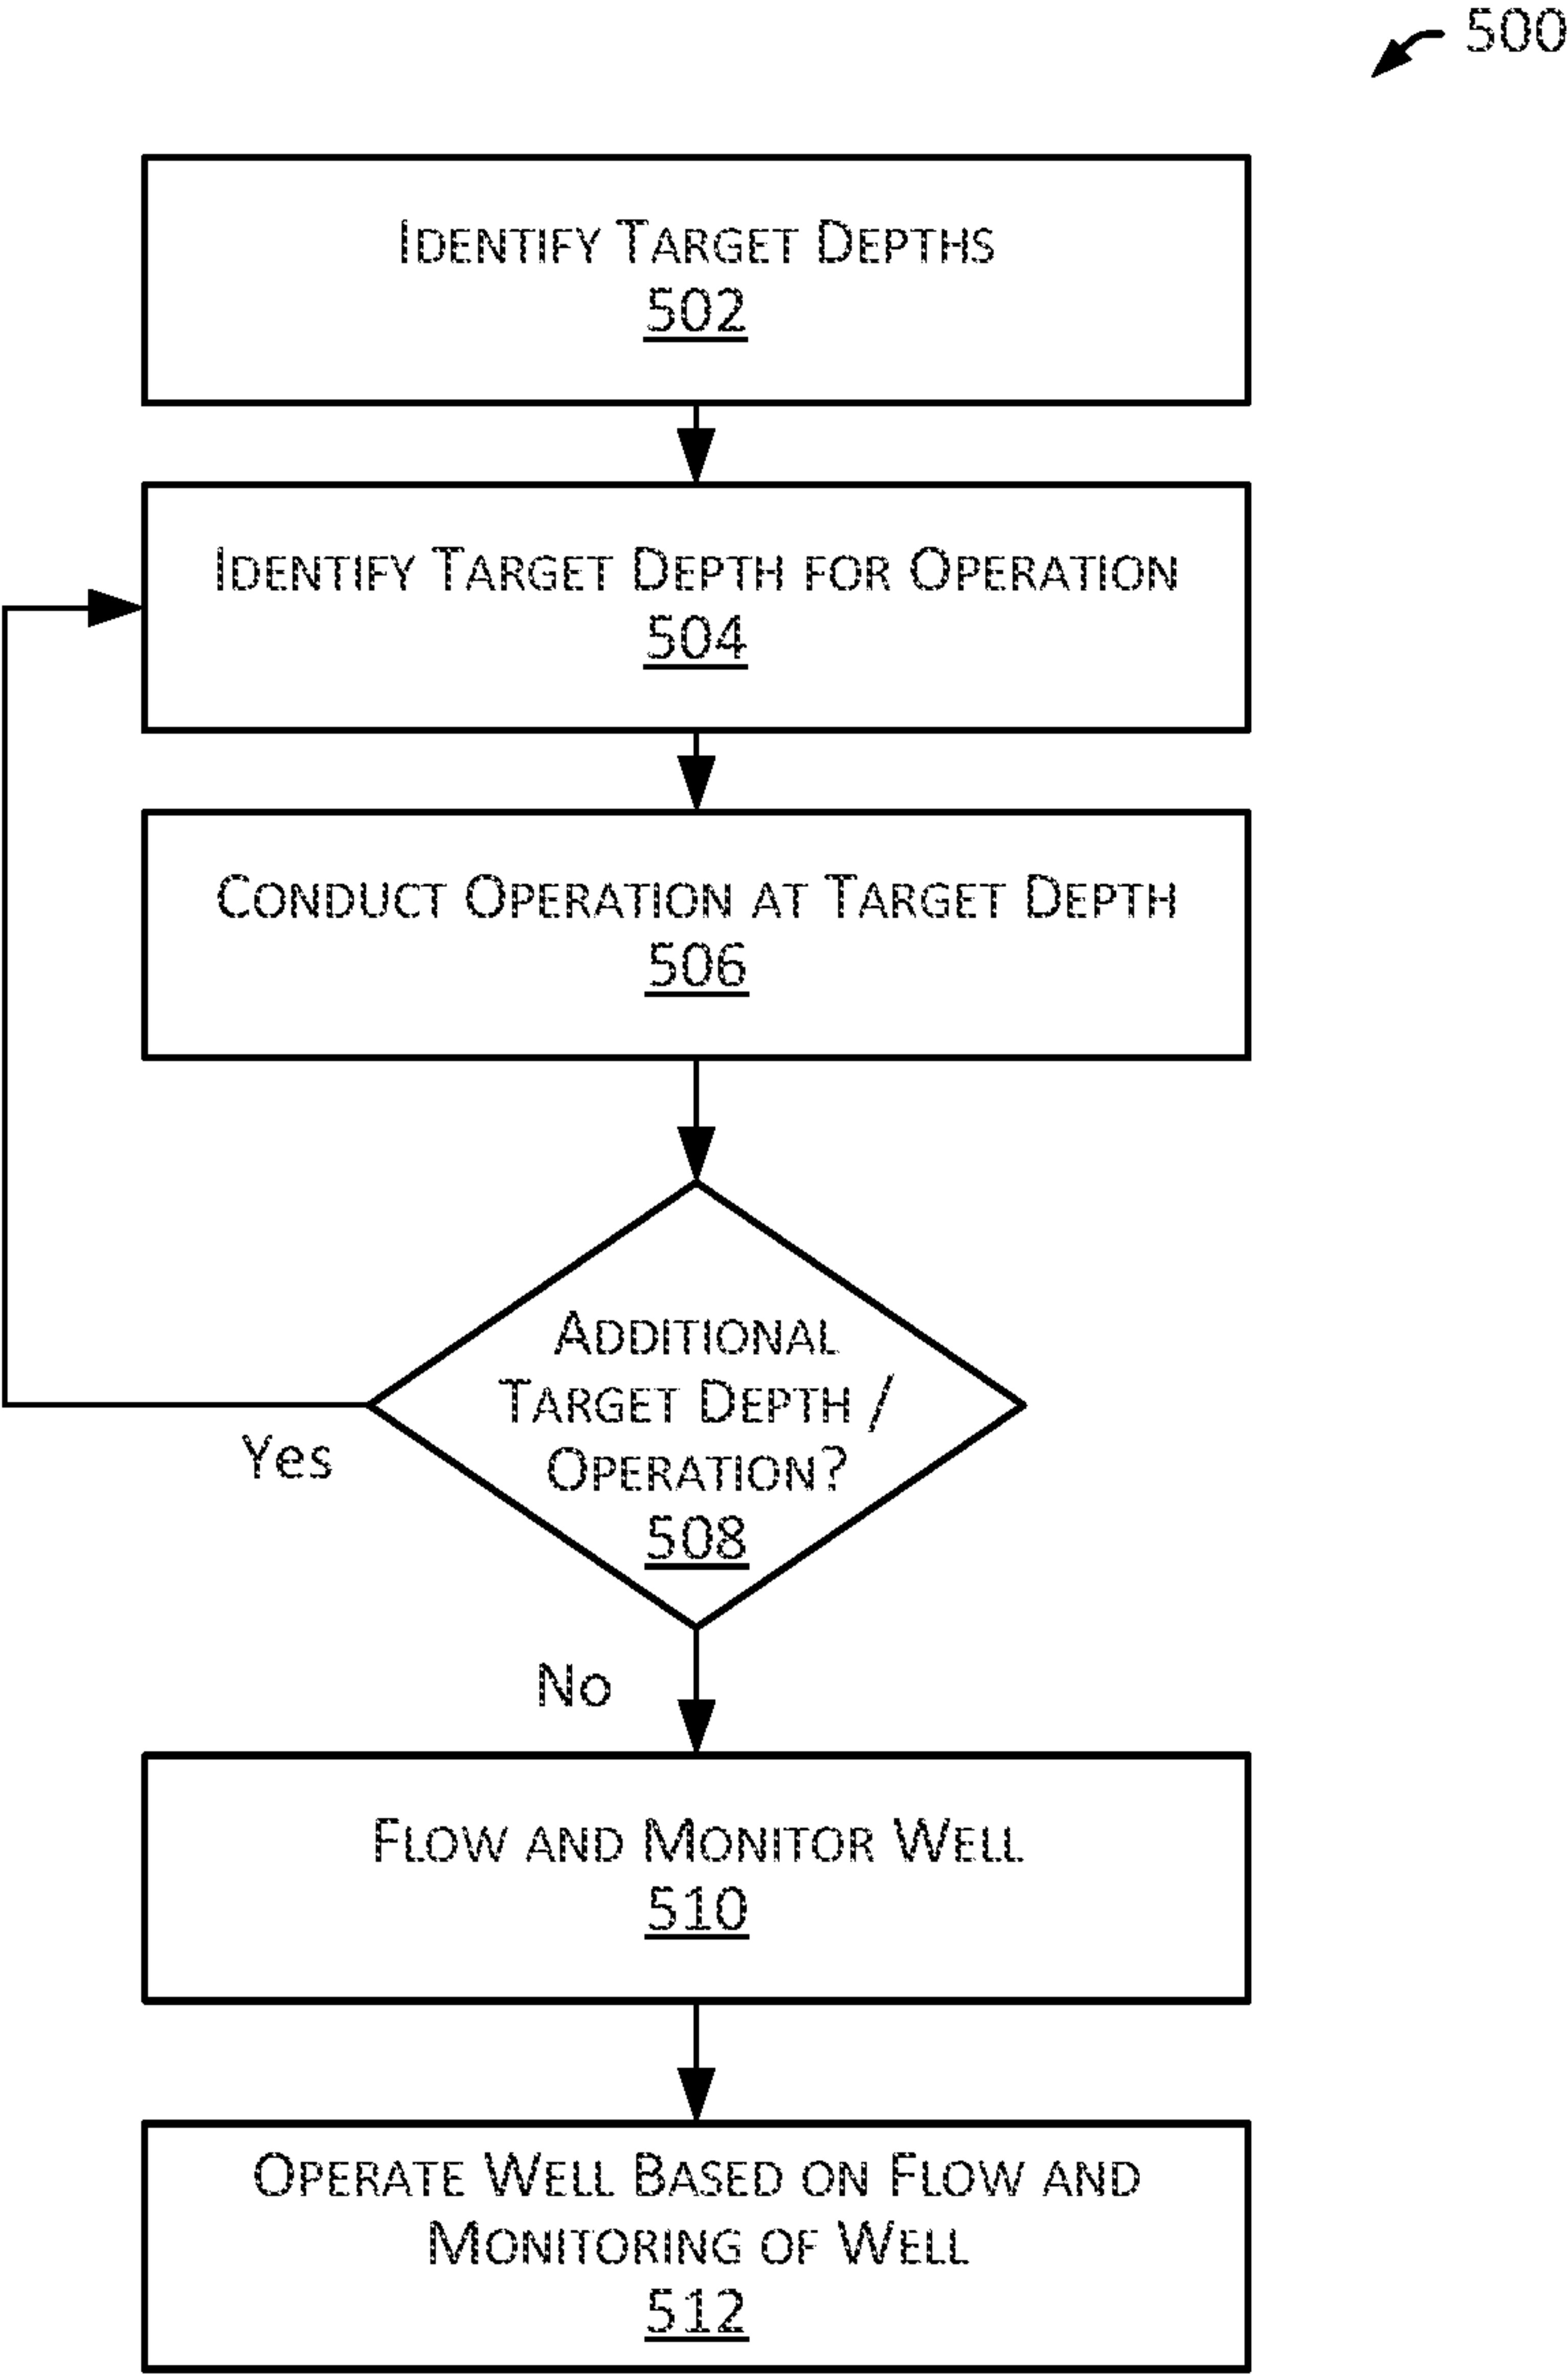 500
Identify Target Depths
502
Identify Target Depth for Operation
504
Conduct Operation at Target Depth
506
Additional
Target Depth /
Operation?
508
Yes
No
Flow and Monitor Well
510
Operate Well Based on Flow and
Monitoring of Well
512